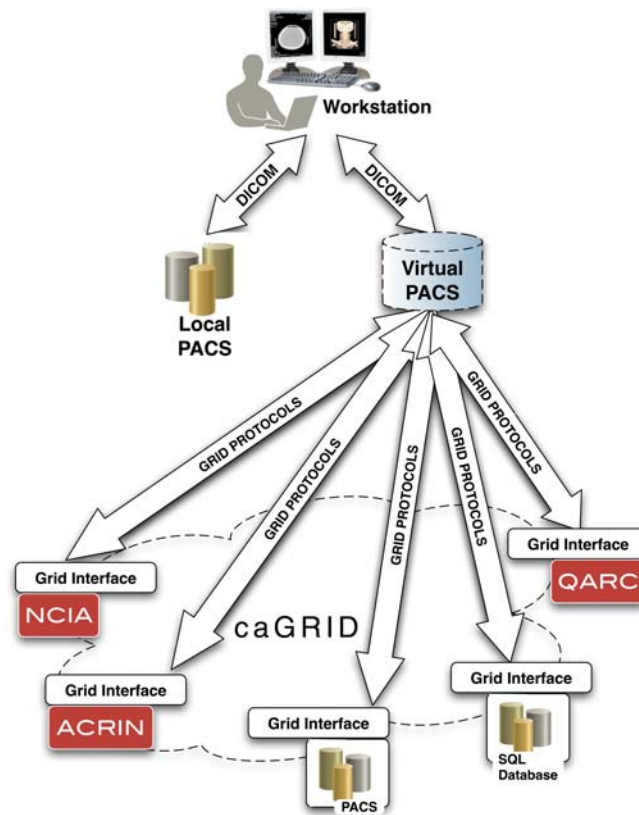 Workstation
DICOM
DICOM
Virtual
PACS
Local
PACS
GRID PROTOCOLS
GRID PROTOCOLS
GRID PROTOCOLS
GRID PROTOCOLS
GRID PROTOCOLS
Grid Interface
QARC
Grid Interface
NCIA
caGRID
Grid Interface
ACRIN
Grid Interface
SQL
Database
Grid Interface
PACS